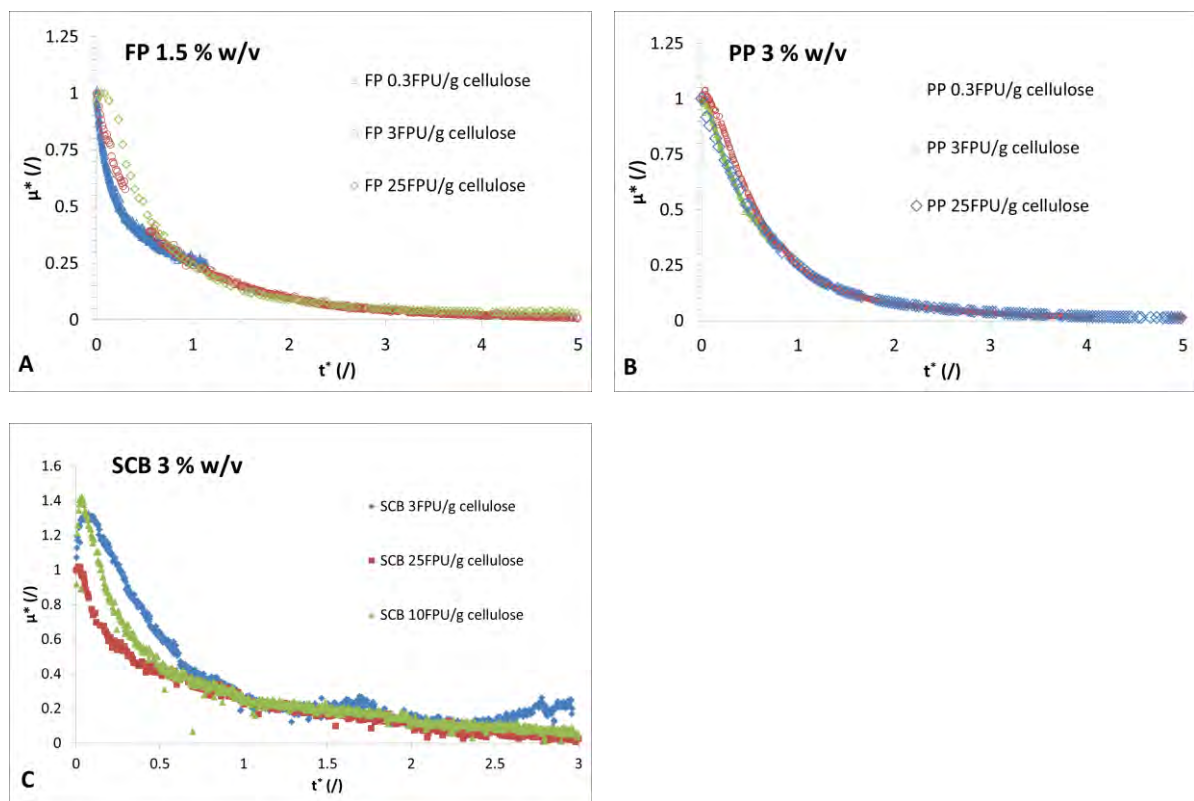 FP 1.5 % w/v
1.25
1
0.75
0.5
0.25
0
μ* (/)
FP 0.3FPU/g cellulose
FP 3FPU/g cellulose
FP 25FPU/g cellulose
0 1 2 3 4 5
t* (/)
A
PP 3 % w/v
1.25
1
0.75
0.5
0.25
0
μ* (/)
PP 0.3FPU/g cellulose
PP 3FPU/g cellulose
PP 25FPU/g cellulose
0 1 2 3 4 5
t* (/)
B
SCB 3 % w/v
1.6
1.4
1.2
1
0.8
0.6
0.4
0.2
0
μ* (/)
SCB 3FPU/g cellulose
SCB 25FPU/g cellulose
SCB 10FPU/g cellulose
0 0.5 1 1.5 2 2.5 3
t* (/)
C